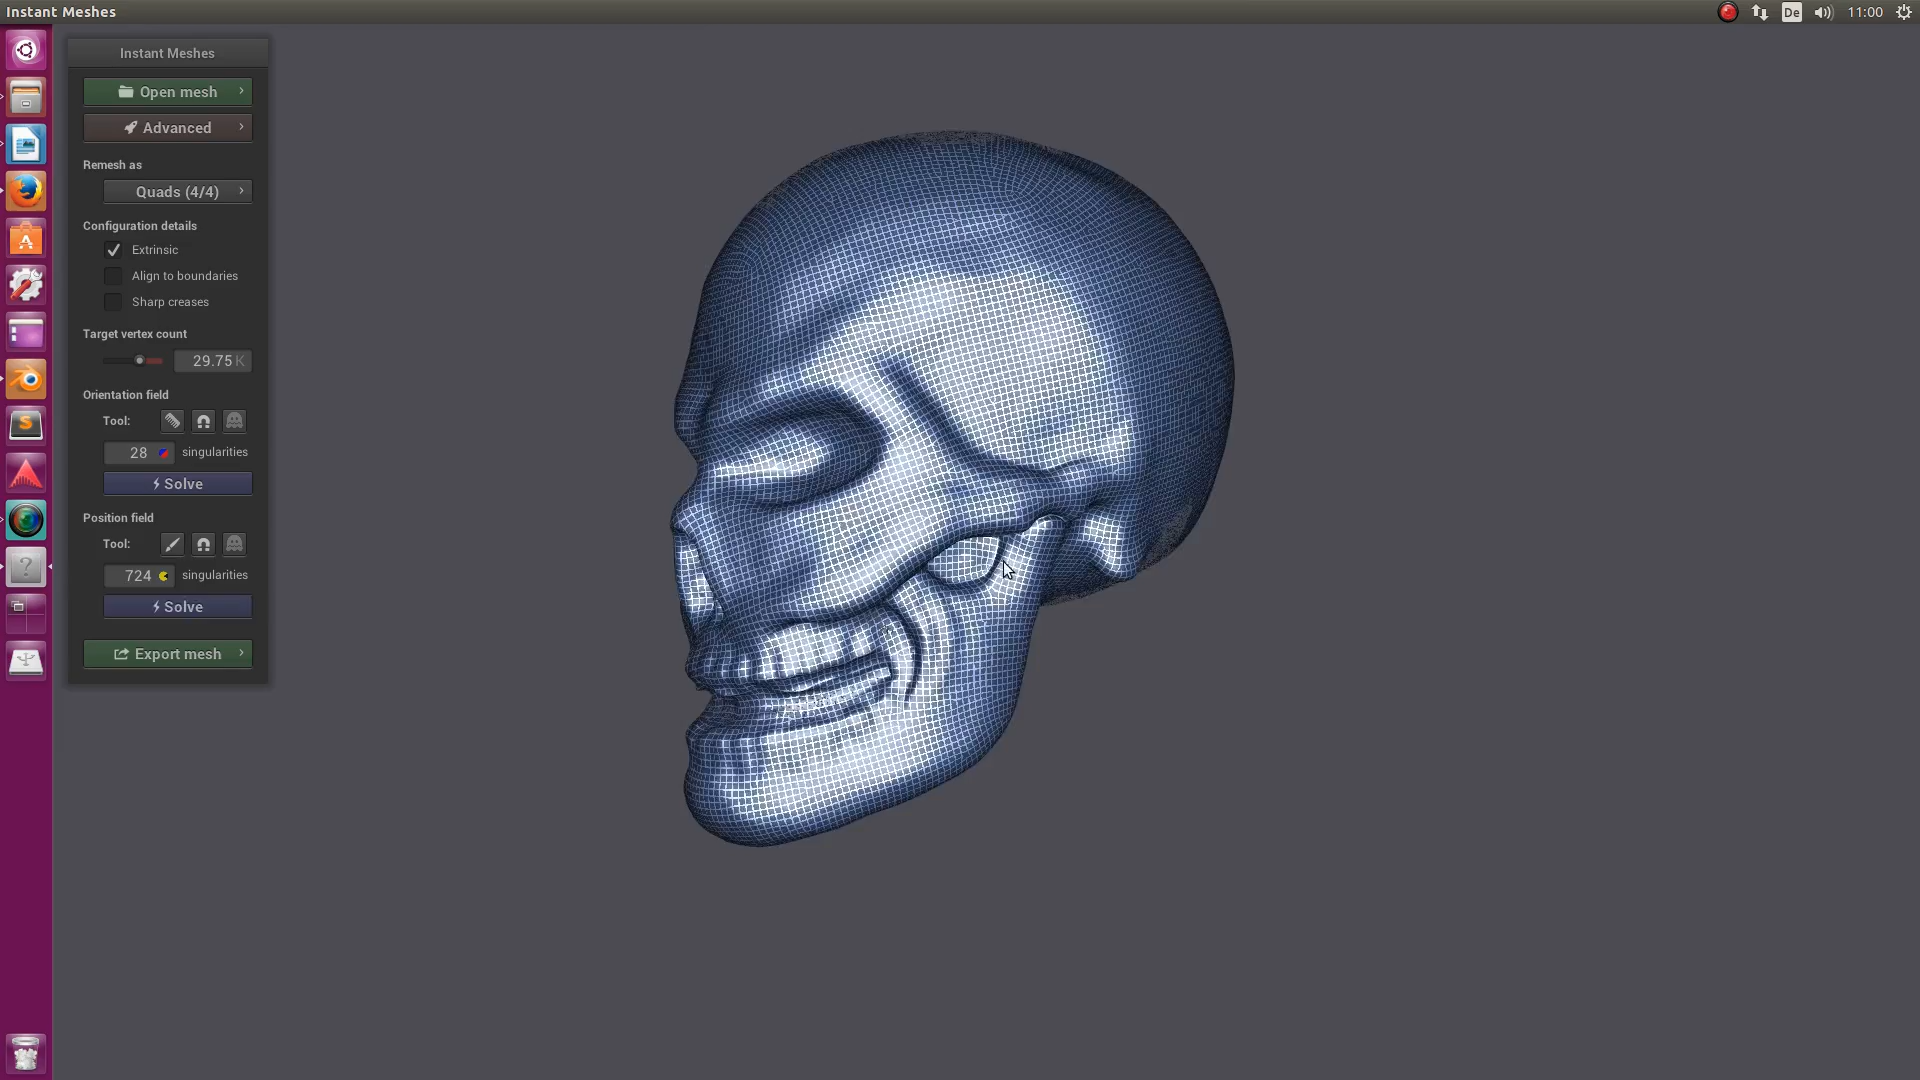 Instant Meshes
De
11:00
Instant Meshes
Open mesh
Advanced
Remesh as
Quads (4/4)
Configuration details
Extrinsic
Align to boundaries
Sharp creases
Target vertex count
29.75 K
Orientation field
Tool:
28 singularities
Solve
Position field
Tool:
724 singularities
Solve
Export mesh